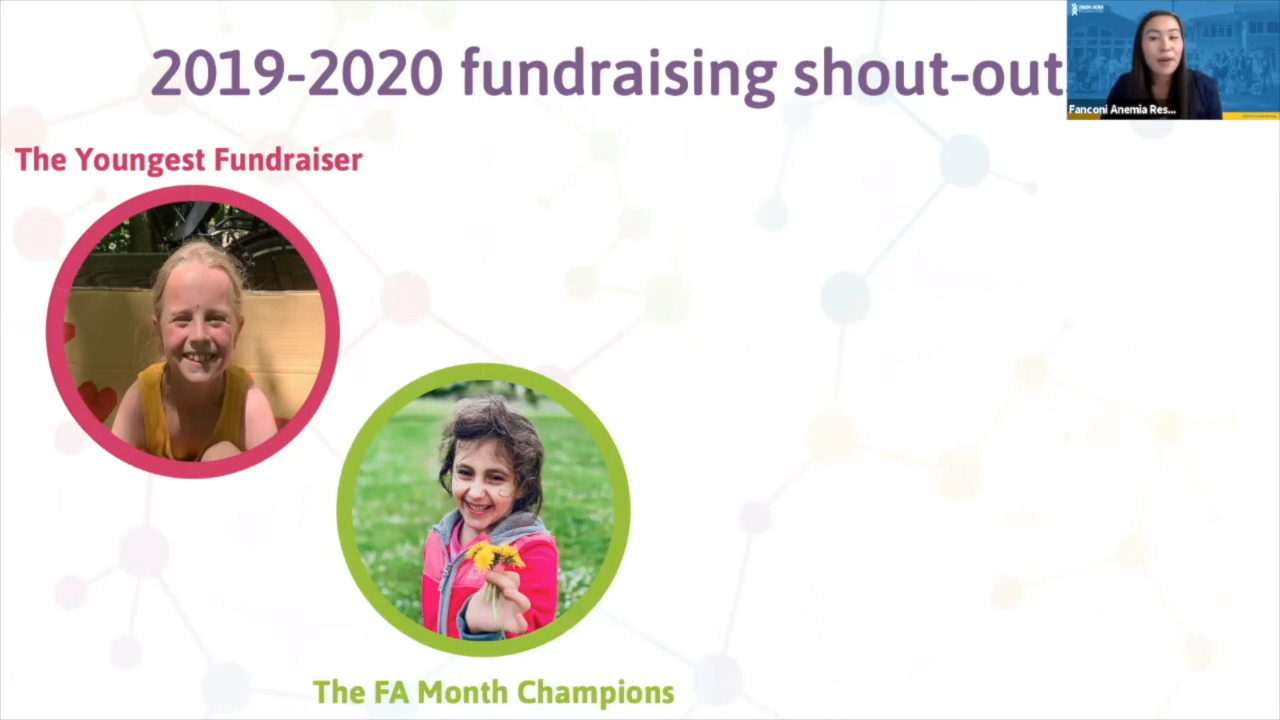 2019-2020 fundraising shout-out
Fanconi Anemia Res...
The Youngest Fundraiser
The FA Month Champions